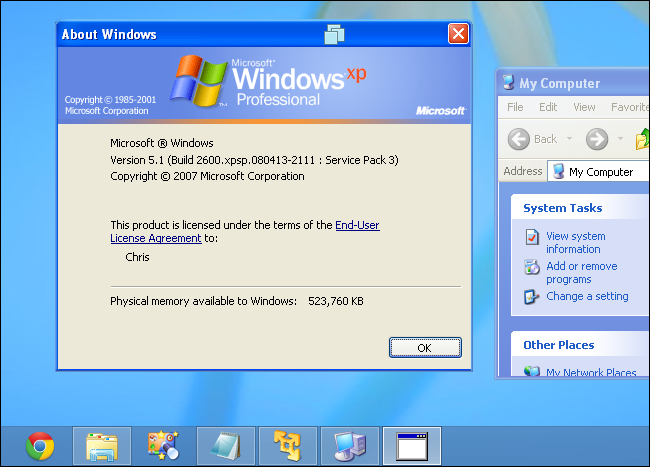 About Windows
Microsoft®
Windows xp
Professional
Copyright © 1985-2001
Microsoft Corporation
Microsoft
Microsoft ® Windows
Version 5.1 (Build 2600.xpsp.080413-2111 : Service Pack 3)
Copyright © 2007 Microsoft Corporation
This product is licensed under the terms of the End-User
License Agreement to:
Chris
Physical memory available to Windows: 523,760 KB
OK
My Computer
File Edit View Favorite
Back
Address My Computer
System Tasks
View system
information
Add or remove
programs
Change a setting
Other Places
My Network Places